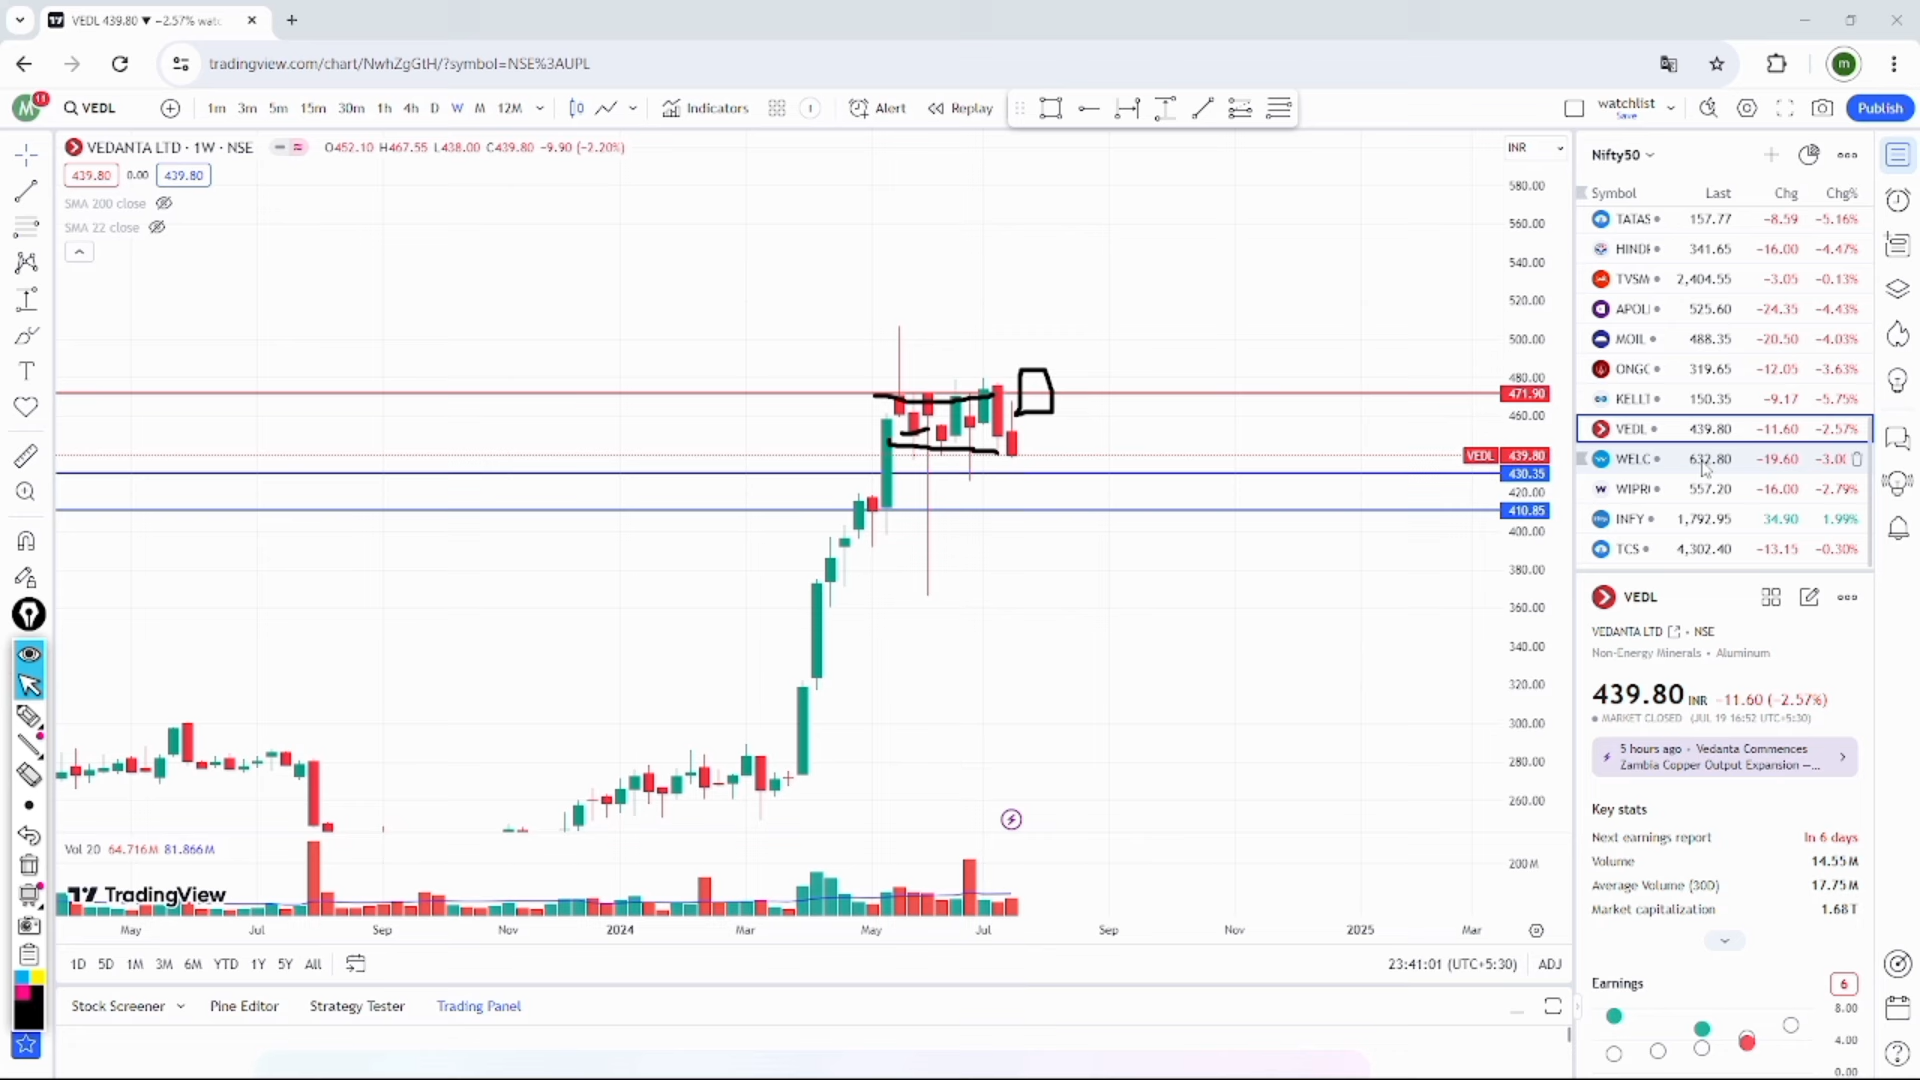 VEDL 439.80 ▼ −2.57% watc
tradingview.com/chart/NwhZgGtH/?symbol=NSE%3AUPL
m
M 11 VEDL 1m 3m 5m 15m 30m 1h 4h D W M 12M Indicators Alert Replay watchlist Save Publish
VEDANTA LTD · 1W · NSE O452.10 H467.55 L438.00 C439.80 −9.90 (−2.20%) INR
439.80 0.00 439.80
SMA 200 close
SMA 22 close
580.00
560.00
540.00
520.00
500.00
480.00
471.90
460.00
VEDL 439.80
430.35
420.00
410.85
400.00
380.00
360.00
340.00
320.00
300.00
280.00
260.00
Vol 20 64.716M 81.866M
200M
TradingView
May Jul Sep Nov 2024 Mar May Jul Sep Nov 2025 Mar
1D 5D 1M 3M 6M YTD 1Y 5Y All 23:41:01 (UTC+5:30) ADJ
Stock Screener Pine Editor Strategy Tester Trading Panel
Nifty50
Symbol Last Chg Chg%
TATAS 157.77 −8.59 −5.16%
HINDF 341.65 −16.00 −4.47%
TVSM 2,404.55 −3.05 −0.13%
APOLI 525.60 −24.35 −4.43%
MOIL 488.35 −20.50 −4.03%
ONGC 319.65 −12.05 −3.63%
KELLT 150.35 −9.17 −5.75%
VEDL 439.80 −11.60 −2.57%
WELC 632.80 −19.60 −3.0(
WIPRI 557.20 −16.00 −2.79%
INFY 1,792.95 34.90 1.99%
TCS 4,302.40 −13.15 −0.30%
VEDL
VEDANTA LTD • NSE
Non-Energy Minerals • Aluminum
439.80 INR −11.60 (−2.57%)
MARKET CLOSED (JUL 19 16:52 UTC+5:30)
5 hours ago • Vedanta Commences
Zambia Copper Output Expansion —...
Key stats
Next earnings report In 6 days
Volume 14.55M
Average Volume (30D) 17.75M
Market capitalization 1.68T
Earnings 6
8.00
4.00
0.00